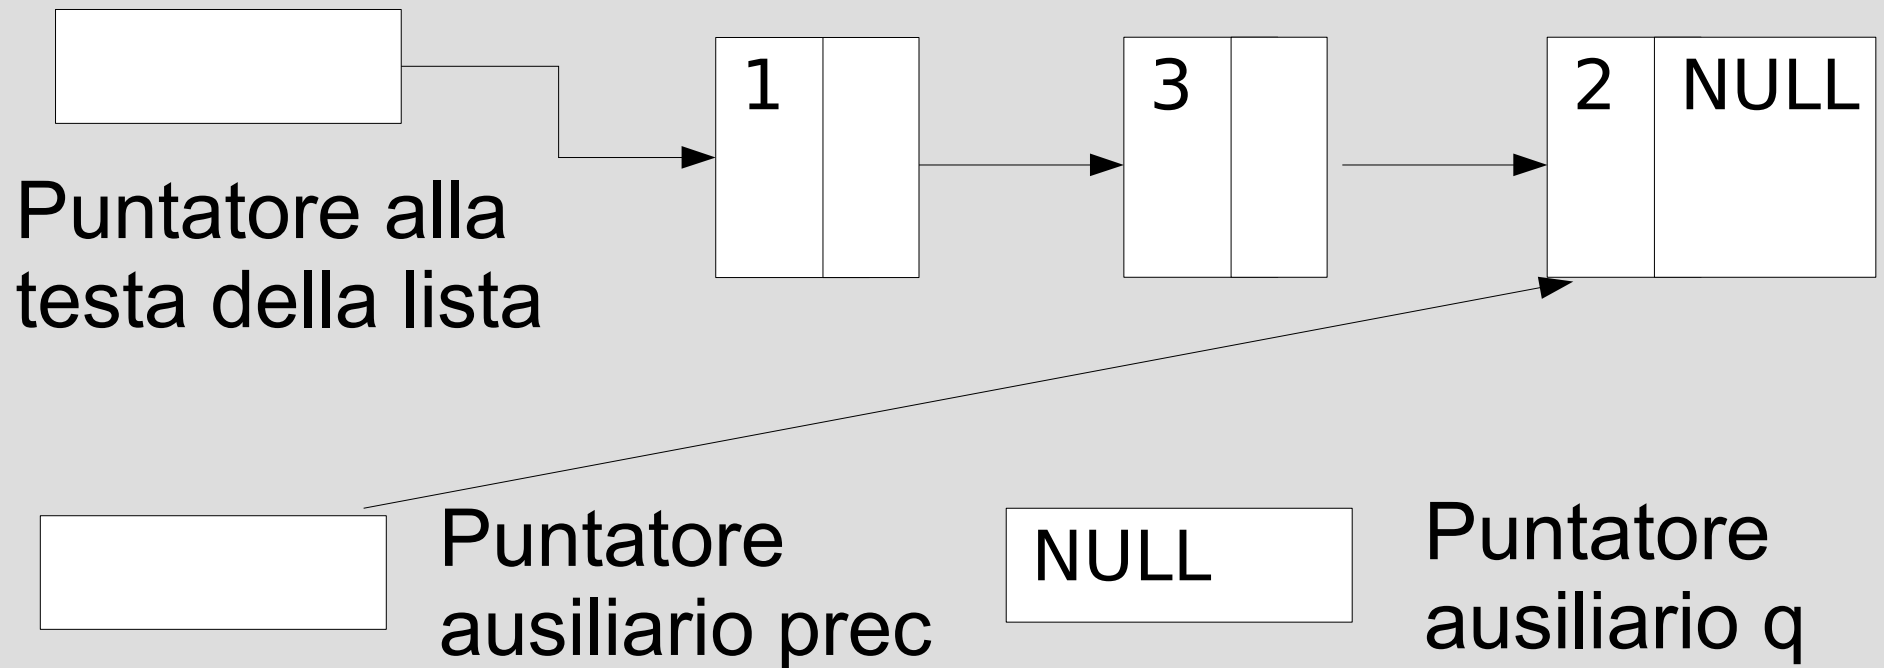 1
3
2 NULL
Puntatore alla
testa della lista
Puntatore
ausiliario prec
NULL
Puntatore
ausiliario q